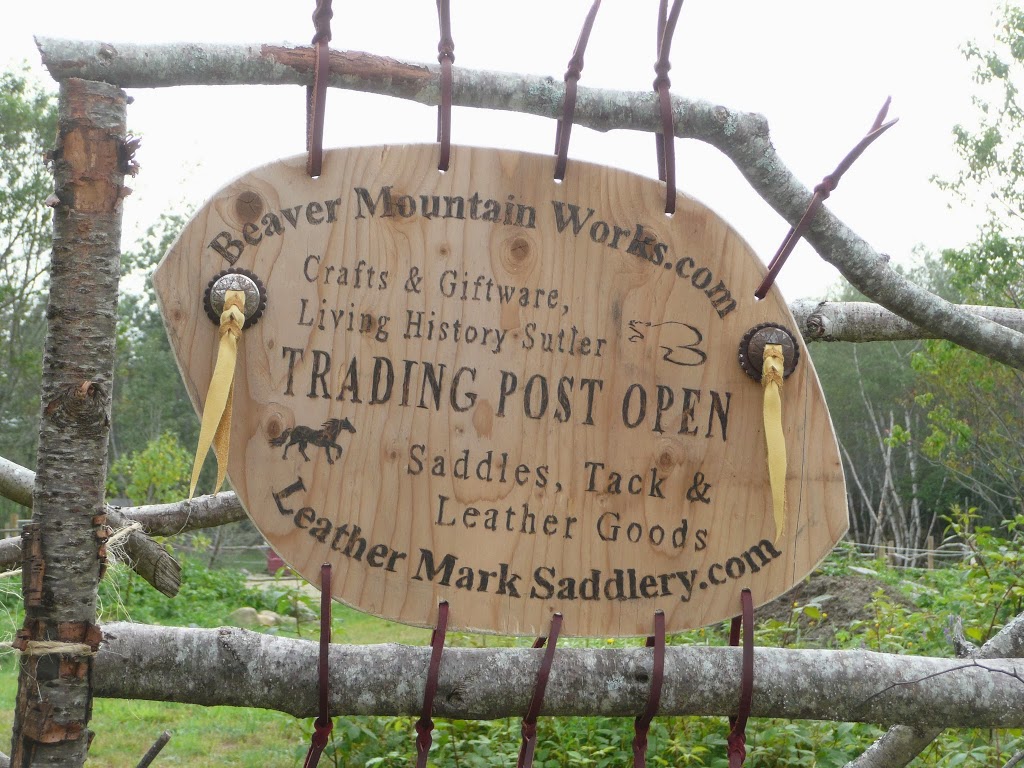 Beaver Mountain Works.com
Crafts & Giftware,
Living History Sutler
TRADING POST OPEN
Saddles, Tack &
Leather Goods
Leather Mark Saddlery.com